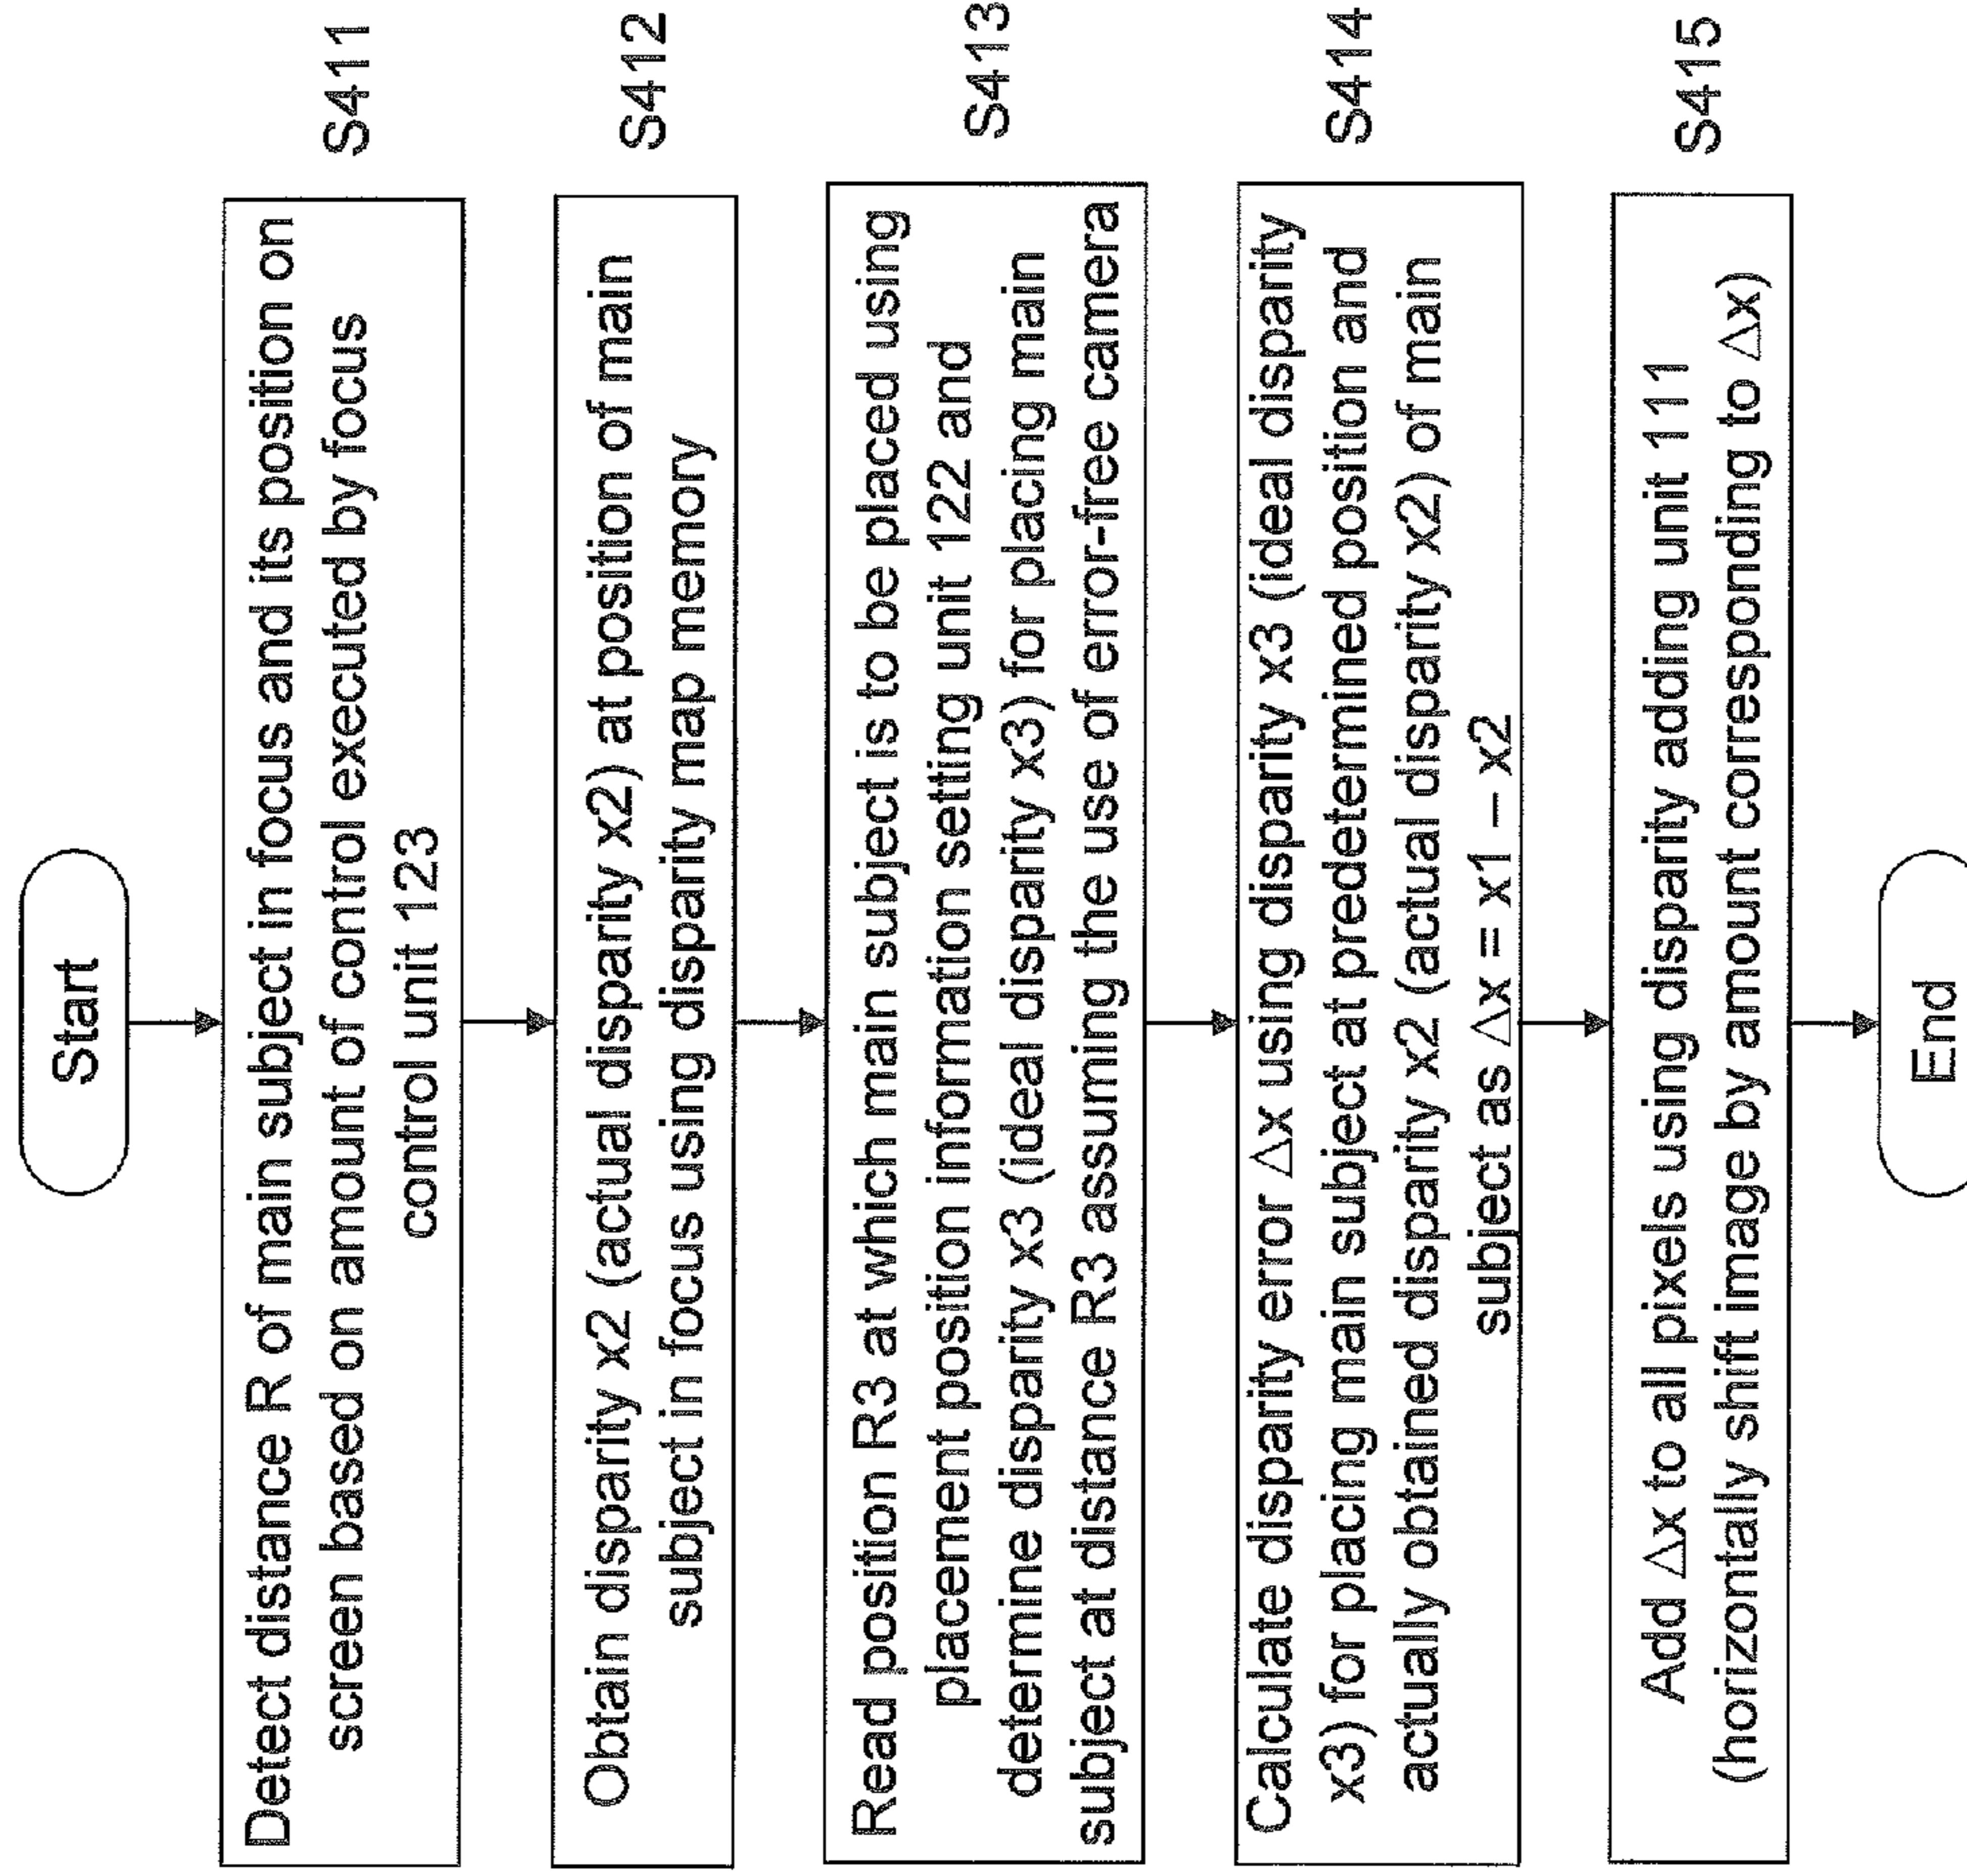 Start
Detect distance R of main subject in focus and its position on
screen based on amount of control executed by focus
control unit 123
S411
Obtain disparity x2 (actual disparity x2) at position of main
subject in focus using disparity map memory
S412
Read position R3 at which main subject is to be placed using
placement position information setting unit 122 and
determine disparity x3 (ideal disparity x3) for placing main
subject at distance R3 assuming the use of error-free camera
S413
Calculate disparity error △x using disparity x3 (ideal disparity
x3) for placing main subject at predetermined position and
actually obtained disparity x2 (actual disparity x2) of main
subject as △x = x1 – x2
S414
Add △x to all pixels using disparity adding unit 111
(horizontally shift image by amount corresponding to △x)
S415
End